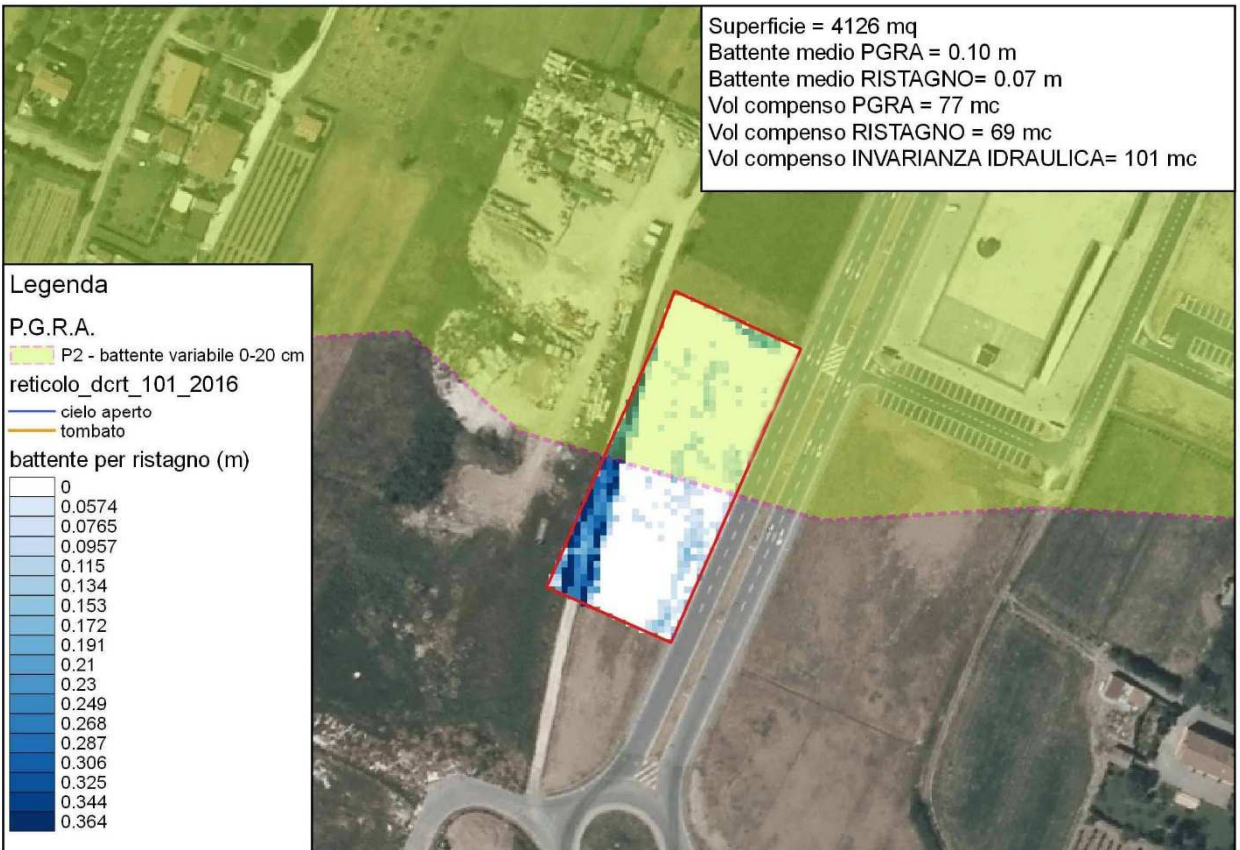 Superficie = 4126 mq
Battente medio PGRA = 0.10 m
Battente medio RISTAGNO= 0.07 m
Vol compenso PGRA = 77 mc
Vol compenso RISTAGNO = 69 mc
Vol compenso INVARIANZA IDRAULICA= 101 mc
Legenda
P.G.R.A.
P2 - battente variabile 0-20 cm
reticolo_dcrt_101_2016
cielo aperto
tombato
battente per ristagno (m)
0
0.0574
0.0765
0.0957
0.115
0.134
0.153
0.172
0.191
0.21
0.23
0.249
0.268
0.287
0.306
0.325
0.344
0.364